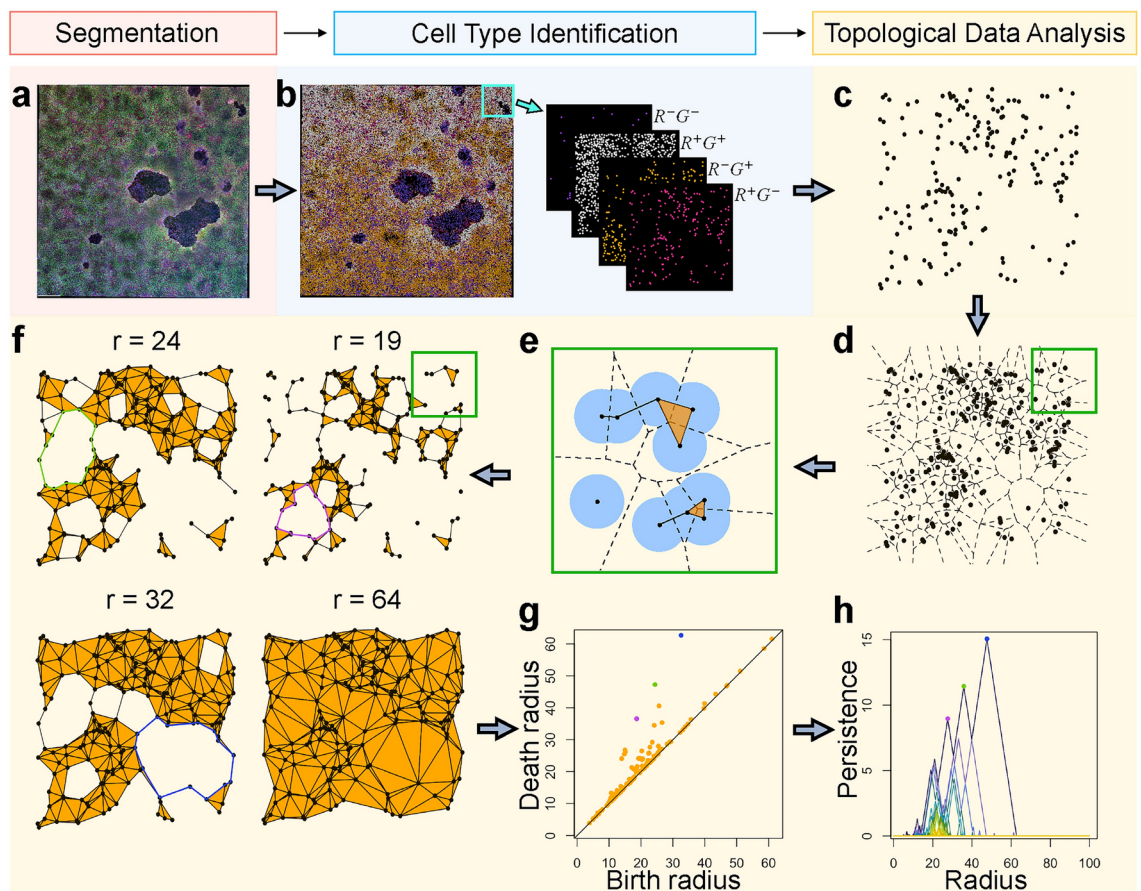 Segmentation
Cell Type Identification
Topological Data Analysis
a
b
R⁻G⁻
R⁺G⁺
R⁻G⁺
R⁺G⁻
c
f
r = 24
r = 19
e
d
r = 32
r = 64
g
Death radius
0 10 20 30 40 50 60
0 10 20 30 40 50 60
Birth radius
h
Persistence
0 5 10 15
0 20 40 60 80 100
Radius